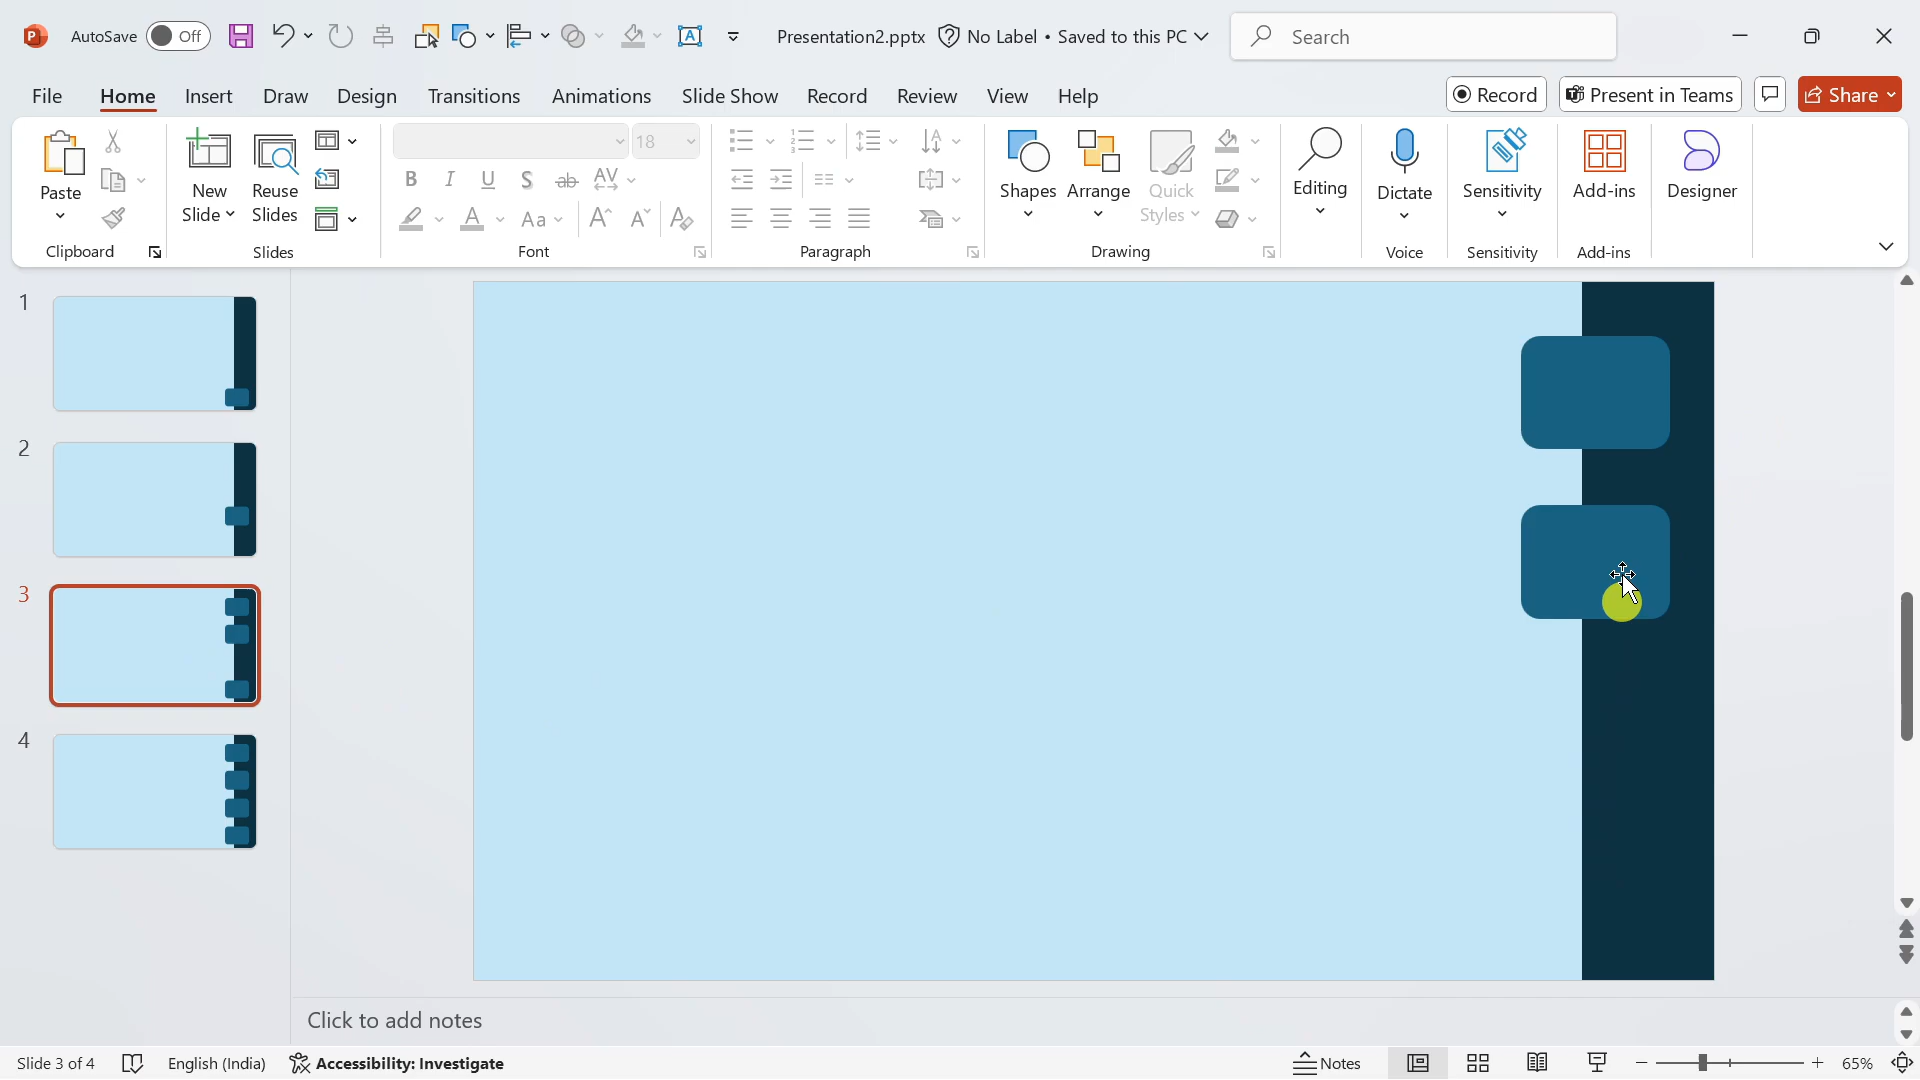 AutoSave Off Presentation2.pptx No Label • Saved to this PC Search
File Home Insert Draw Design Transitions Animations Slide Show Record Review View Help Record Present in Teams Share
Paste
New
Slide
Reuse
Slides
18
B I U S ab AV
A A Aa A A A
Shapes
Arrange
Quick
Styles
Editing
Dictate
Sensitivity
Add-ins
Designer
Clipboard Slides Font Paragraph Drawing Voice Sensitivity Add-ins
1
2
3
4
Click to add notes
Slide 3 of 4 English (India) Accessibility: Investigate Notes 65%